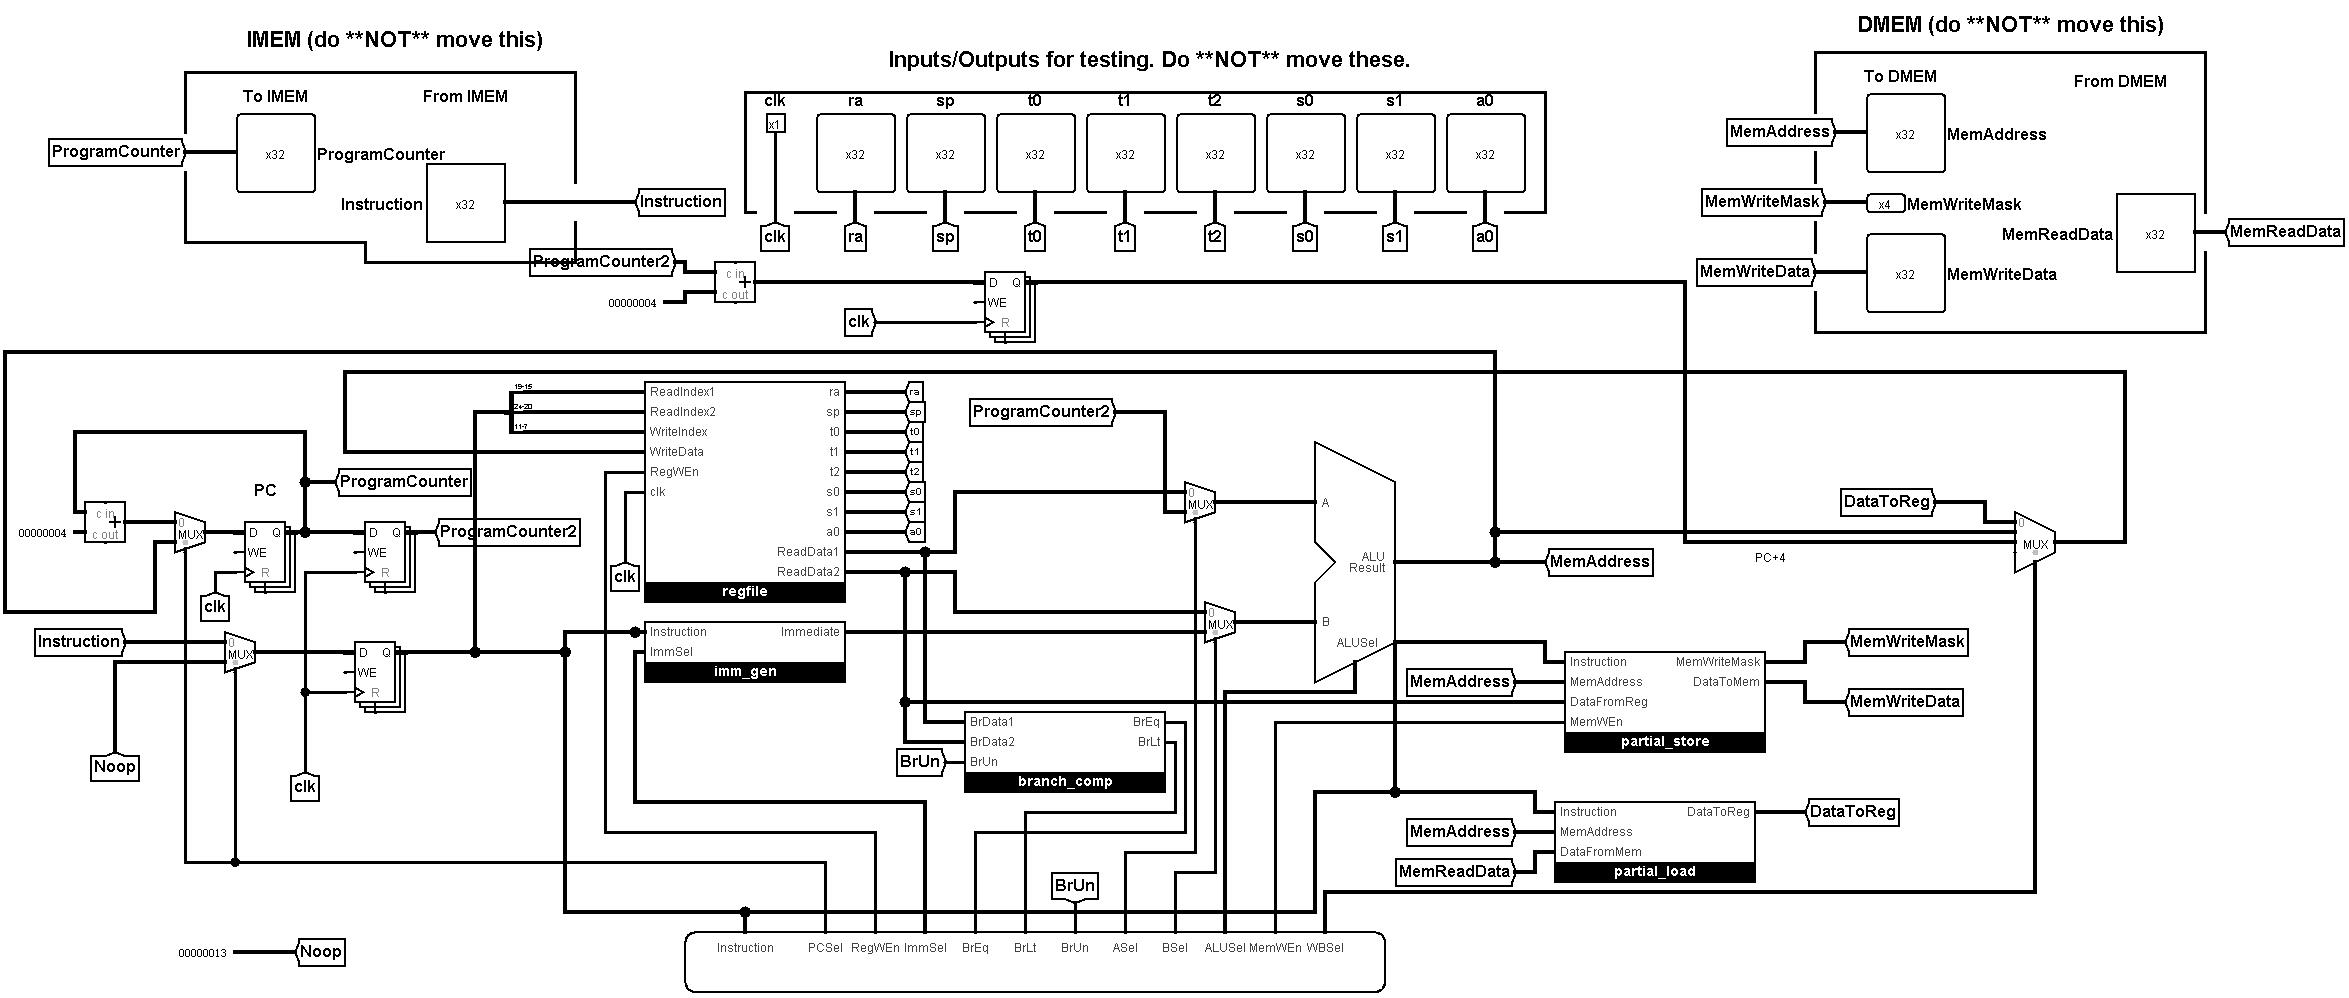 IMEM (do **NOT** move this)
To IMEM
From IMEM
ProgramCounter
x32
ProgramCounter
Instruction
x32
Instruction
Inputs/Outputs for testing. Do **NOT** move these.
clk
ra
sp
t0
t1
t2
s0
s1
a0
x1
x32
x32
x32
x32
x32
x32
x32
x32
clk
ra
sp
t0
t1
t2
s0
s1
a0
DMEM (do **NOT** move this)
To DMEM
From DMEM
MemAddress
x32
MemAddress
MemWriteMask
x4
MemWriteMask
MemReadData
x32
MemReadData
MemWriteData
x32
MemWriteData
ProgramCounter2
00000004
c in
+
c out
clk
D
Q
WE
R
19-15
24-20
11-7
ReadIndex1
ReadIndex2
WriteIndex
WriteData
RegWEn
clk
ra
sp
t0
t1
t2
s0
s1
a0
ReadData1
ReadData2
regfile
ra
sp
t0
t1
t2
s0
s1
a0
clk
ProgramCounter2
PC
ProgramCounter
00000004
c in
+
c out
0
MUX
D
Q
WE
R
D
Q
WE
R
ProgramCounter2
clk
Instruction
Noop
0
MUX
D
Q
WE
R
clk
Instruction
ImmSel
Immediate
imm_gen
0
MUX
0
MUX
A
B
ALU
Result
ALUSel
MemAddress
DataToReg
PC+4
0
MUX
BrUn
BrData1
BrData2
BrUn
BrEq
BrLt
branch_comp
MemAddress
Instruction
MemAddress
DataFromReg
MemWEn
MemWriteMask
DataToMem
partial_store
MemWriteMask
MemWriteData
MemAddress
MemReadData
Instruction
MemAddress
DataFromMem
DataToReg
partial_load
DataToReg
BrUn
Instruction
PCSel
RegWEn
ImmSel
BrEq
BrLt
BrUn
ASel
BSel
ALUSel
MemWEn
WBSel
00000013
Noop